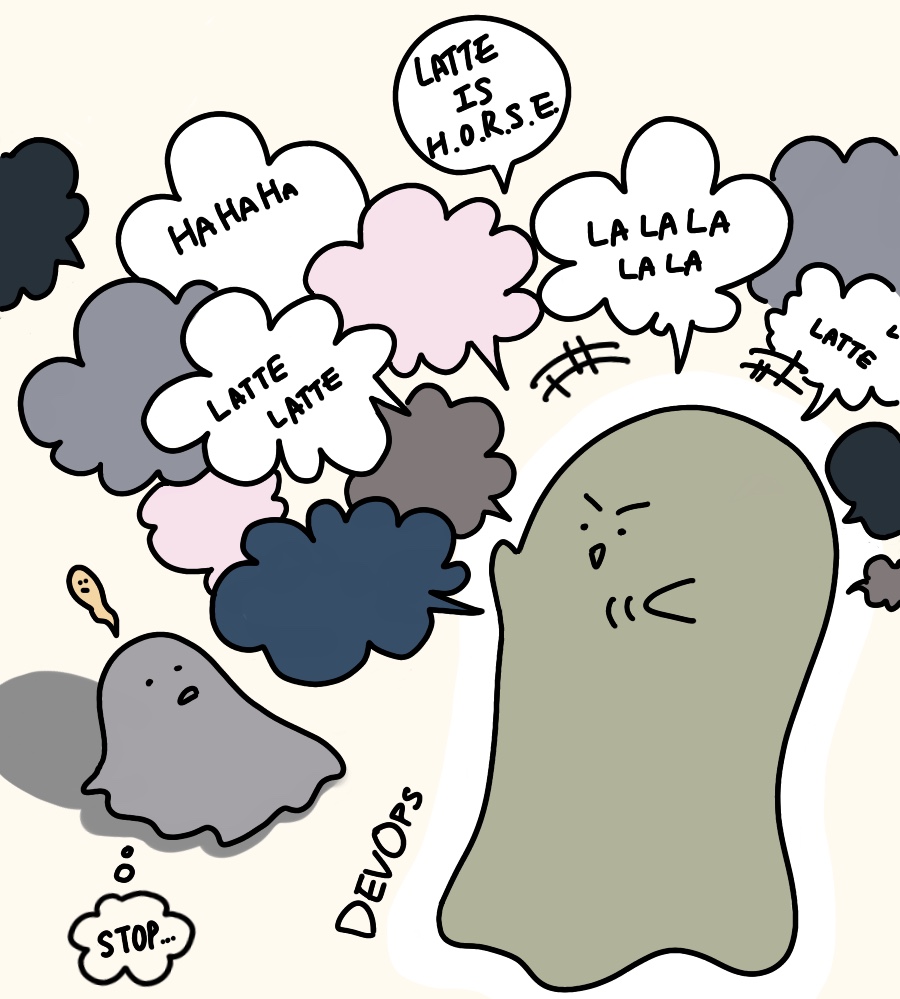 LATTE
IS
H.O.R.S.E.
HAHAHa
LA LA LA
LA LA
LATTE
LATTE
LATTE
DEVOPs
STOP...